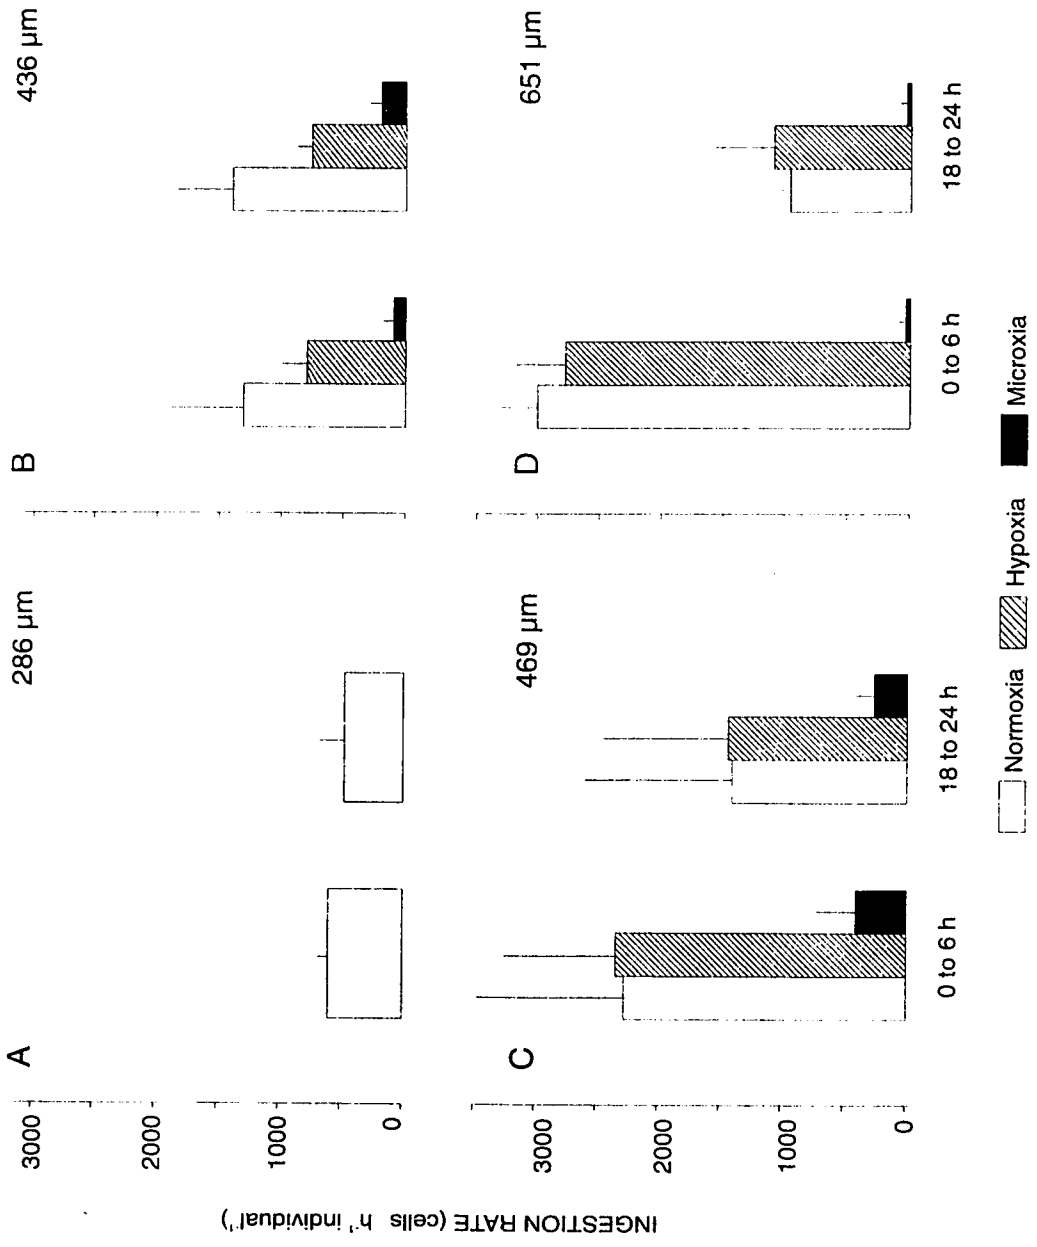 A
286 µm
B
436 µm
3000
2000
1000
0
C
469 µm
D
651 µm
3000
2000
1000
0
0 to 6 h
18 to 24 h
0 to 6 h
18 to 24 h
INGESTION RATE (cells h⁻¹ individual⁻¹)
Normoxia
Hypoxia
Microxia